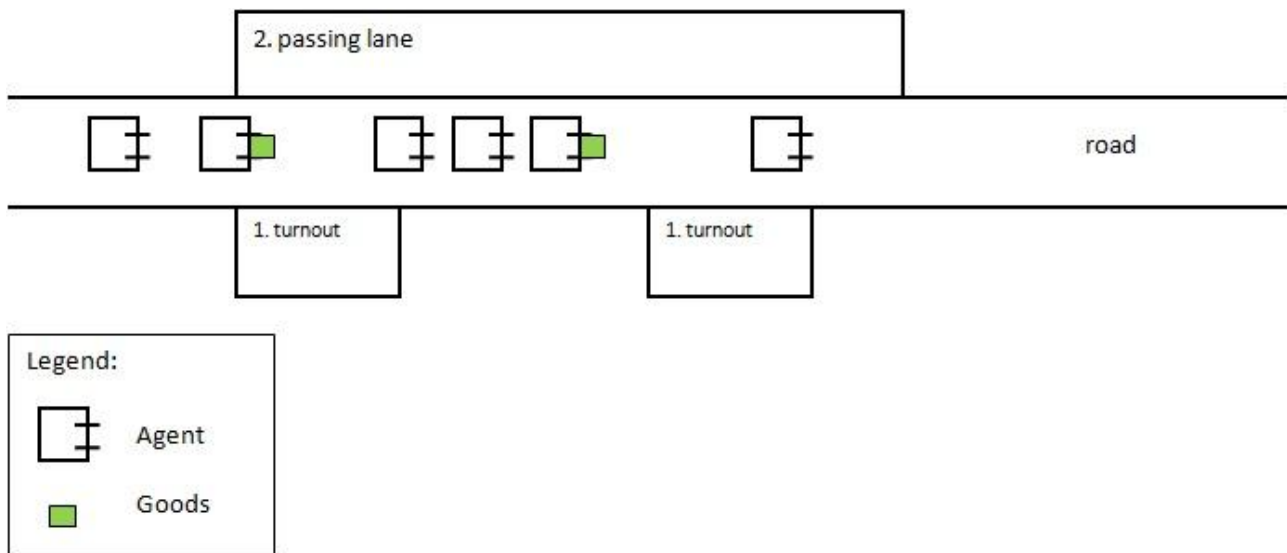 2. passing lane
road
1. turnout
1. turnout
Legend:
Agent
Goods